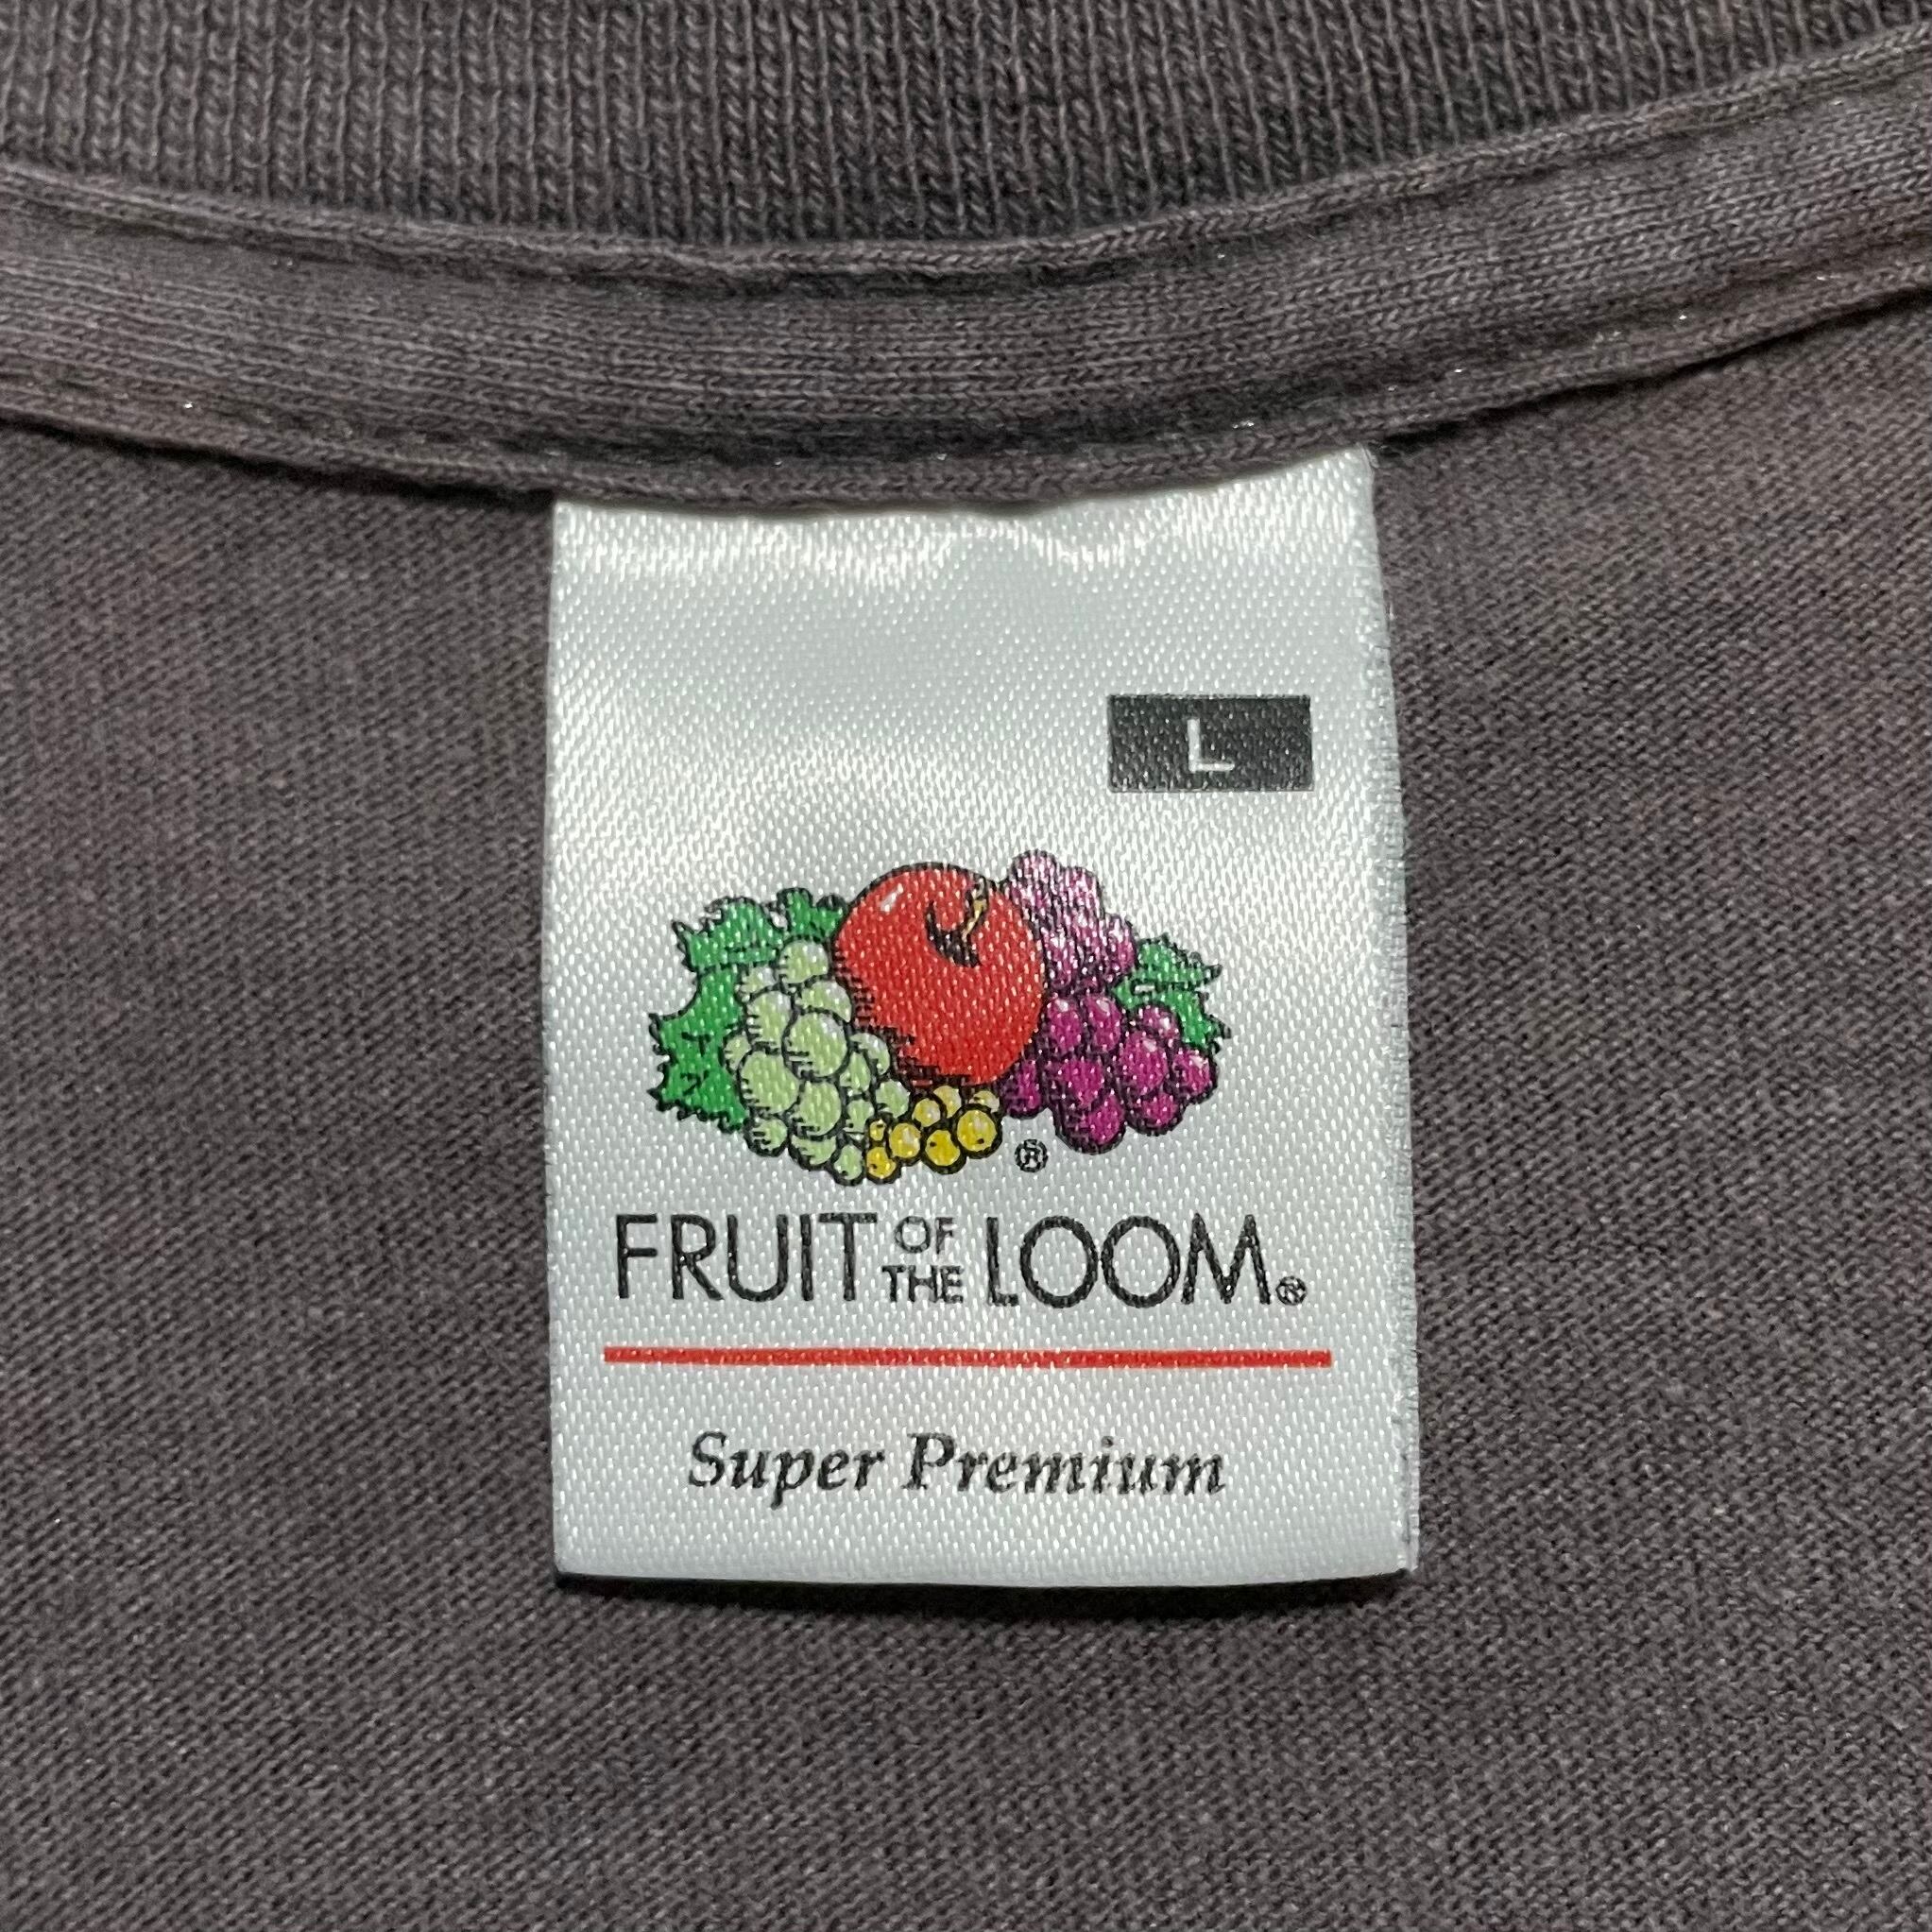 L
®
FRUIT OF THE LOOM®
Super Premium